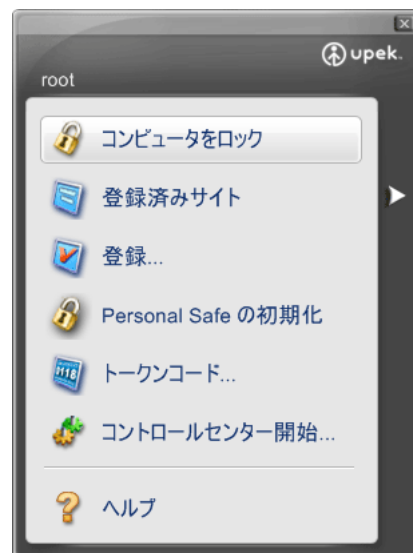 upek.
root
コンピュータをロック
登録済みサイト
登録...
Personal Safe の初期化
トークンコード...
コントロールセンター開始...
ヘルプ